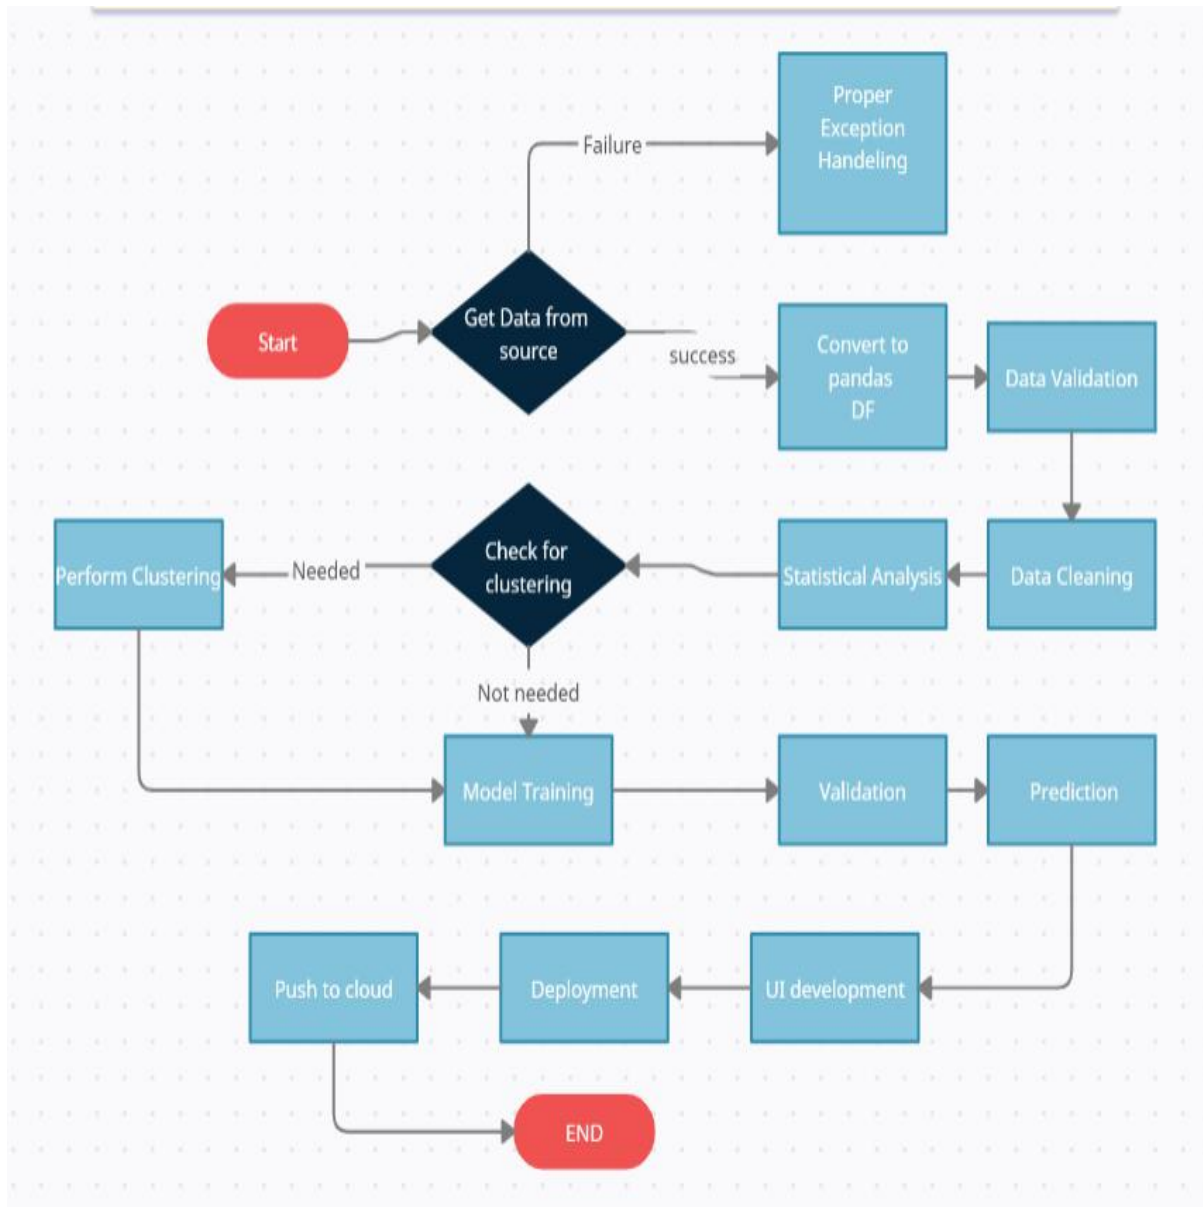 Proper
Exception
Handeling
Failure
Get Data from
source
Start
success
Convert to
pandas
DF
Data Validation
Perform Clustering
Needed
Check for
clustering
Statistical Analysis
Data Cleaning
Not needed
Model Training
Validation
Prediction
Push to cloud
Deployment
UI development
END